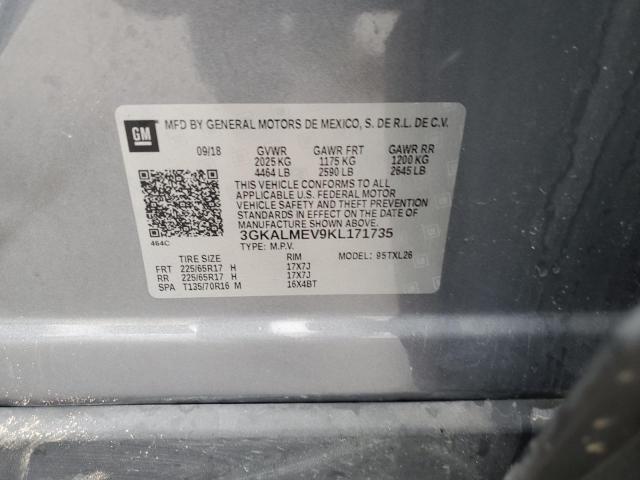 GM MFD BY GENERAL MOTORS DE MEXICO, S. DE R.L. DE C.V.
09/18 GVWR GAWR FRT GAWR RR
2025 KG 1175 KG 1200 KG
4464 LB 2590 LB 2645 LB
THIS VEHICLE CONFORMS TO ALL
APPLICABLE U.S. FEDERAL MOTOR
VEHICLE SAFETY AND THEFT PREVENTION
STANDARDS IN EFFECT ON THE DATE OF
MANUFACTURE SHOWN ABOVE.
464C 3GKALMEV9KL171735
TYPE: M.P.V. MODEL: 95TXL26
TIRE SIZE RIM
FRT 225/65R17 H 17X7J
RR 225/65R17 H 17X7J
SPA T135/70R16 M 16X4BT